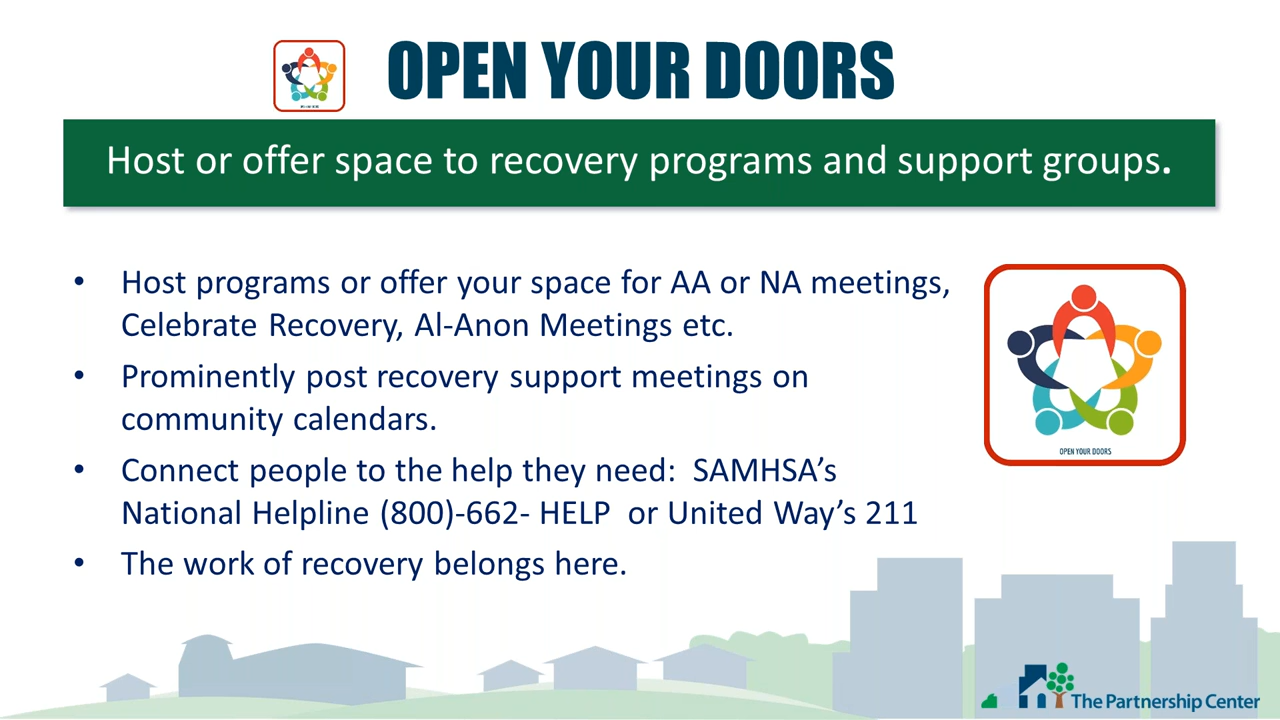 OPEN YOUR DOORS
Host or offer space to recovery programs and support groups.
• Host programs or offer your space for AA or NA meetings,
Celebrate Recovery, Al-Anon Meetings etc.
• Prominently post recovery support meetings on
community calendars.
• Connect people to the help they need:  SAMHSA’s
National Helpline (800)-662- HELP  or United Way’s 211
• The work of recovery belongs here.
OPEN YOUR DOORS
The Partnership Center